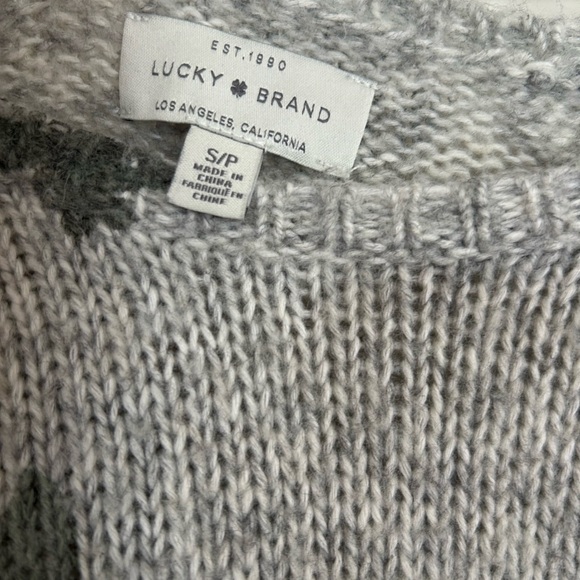 EST.1990
LUCKY BRAND
LOS ANGELES, CALIFORNIA
S/P
MADE IN
CHINA
FABRIQUÉ EN
CHINE